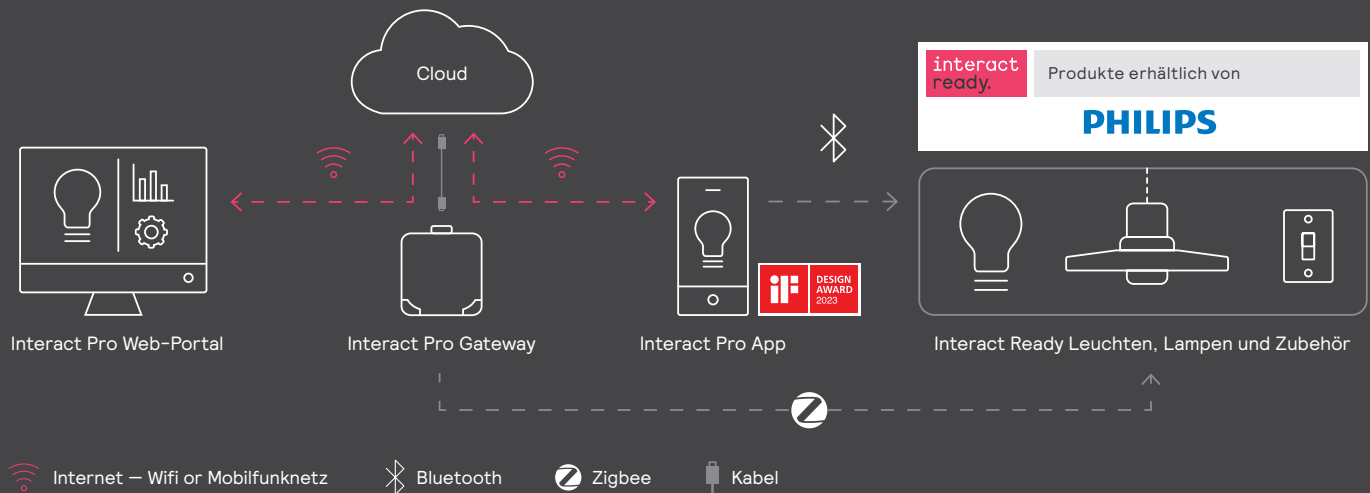 Cloud
interact
ready.
Produkte erhältlich von
PHILIPS
iF
DESIGN
AWARD
2023
Interact Pro Web-Portal
Interact Pro Gateway
Interact Pro App
Interact Ready Leuchten, Lampen und Zubehör
Internet – Wifi or Mobilfunknetz
Bluetooth
Zigbee
Kabel